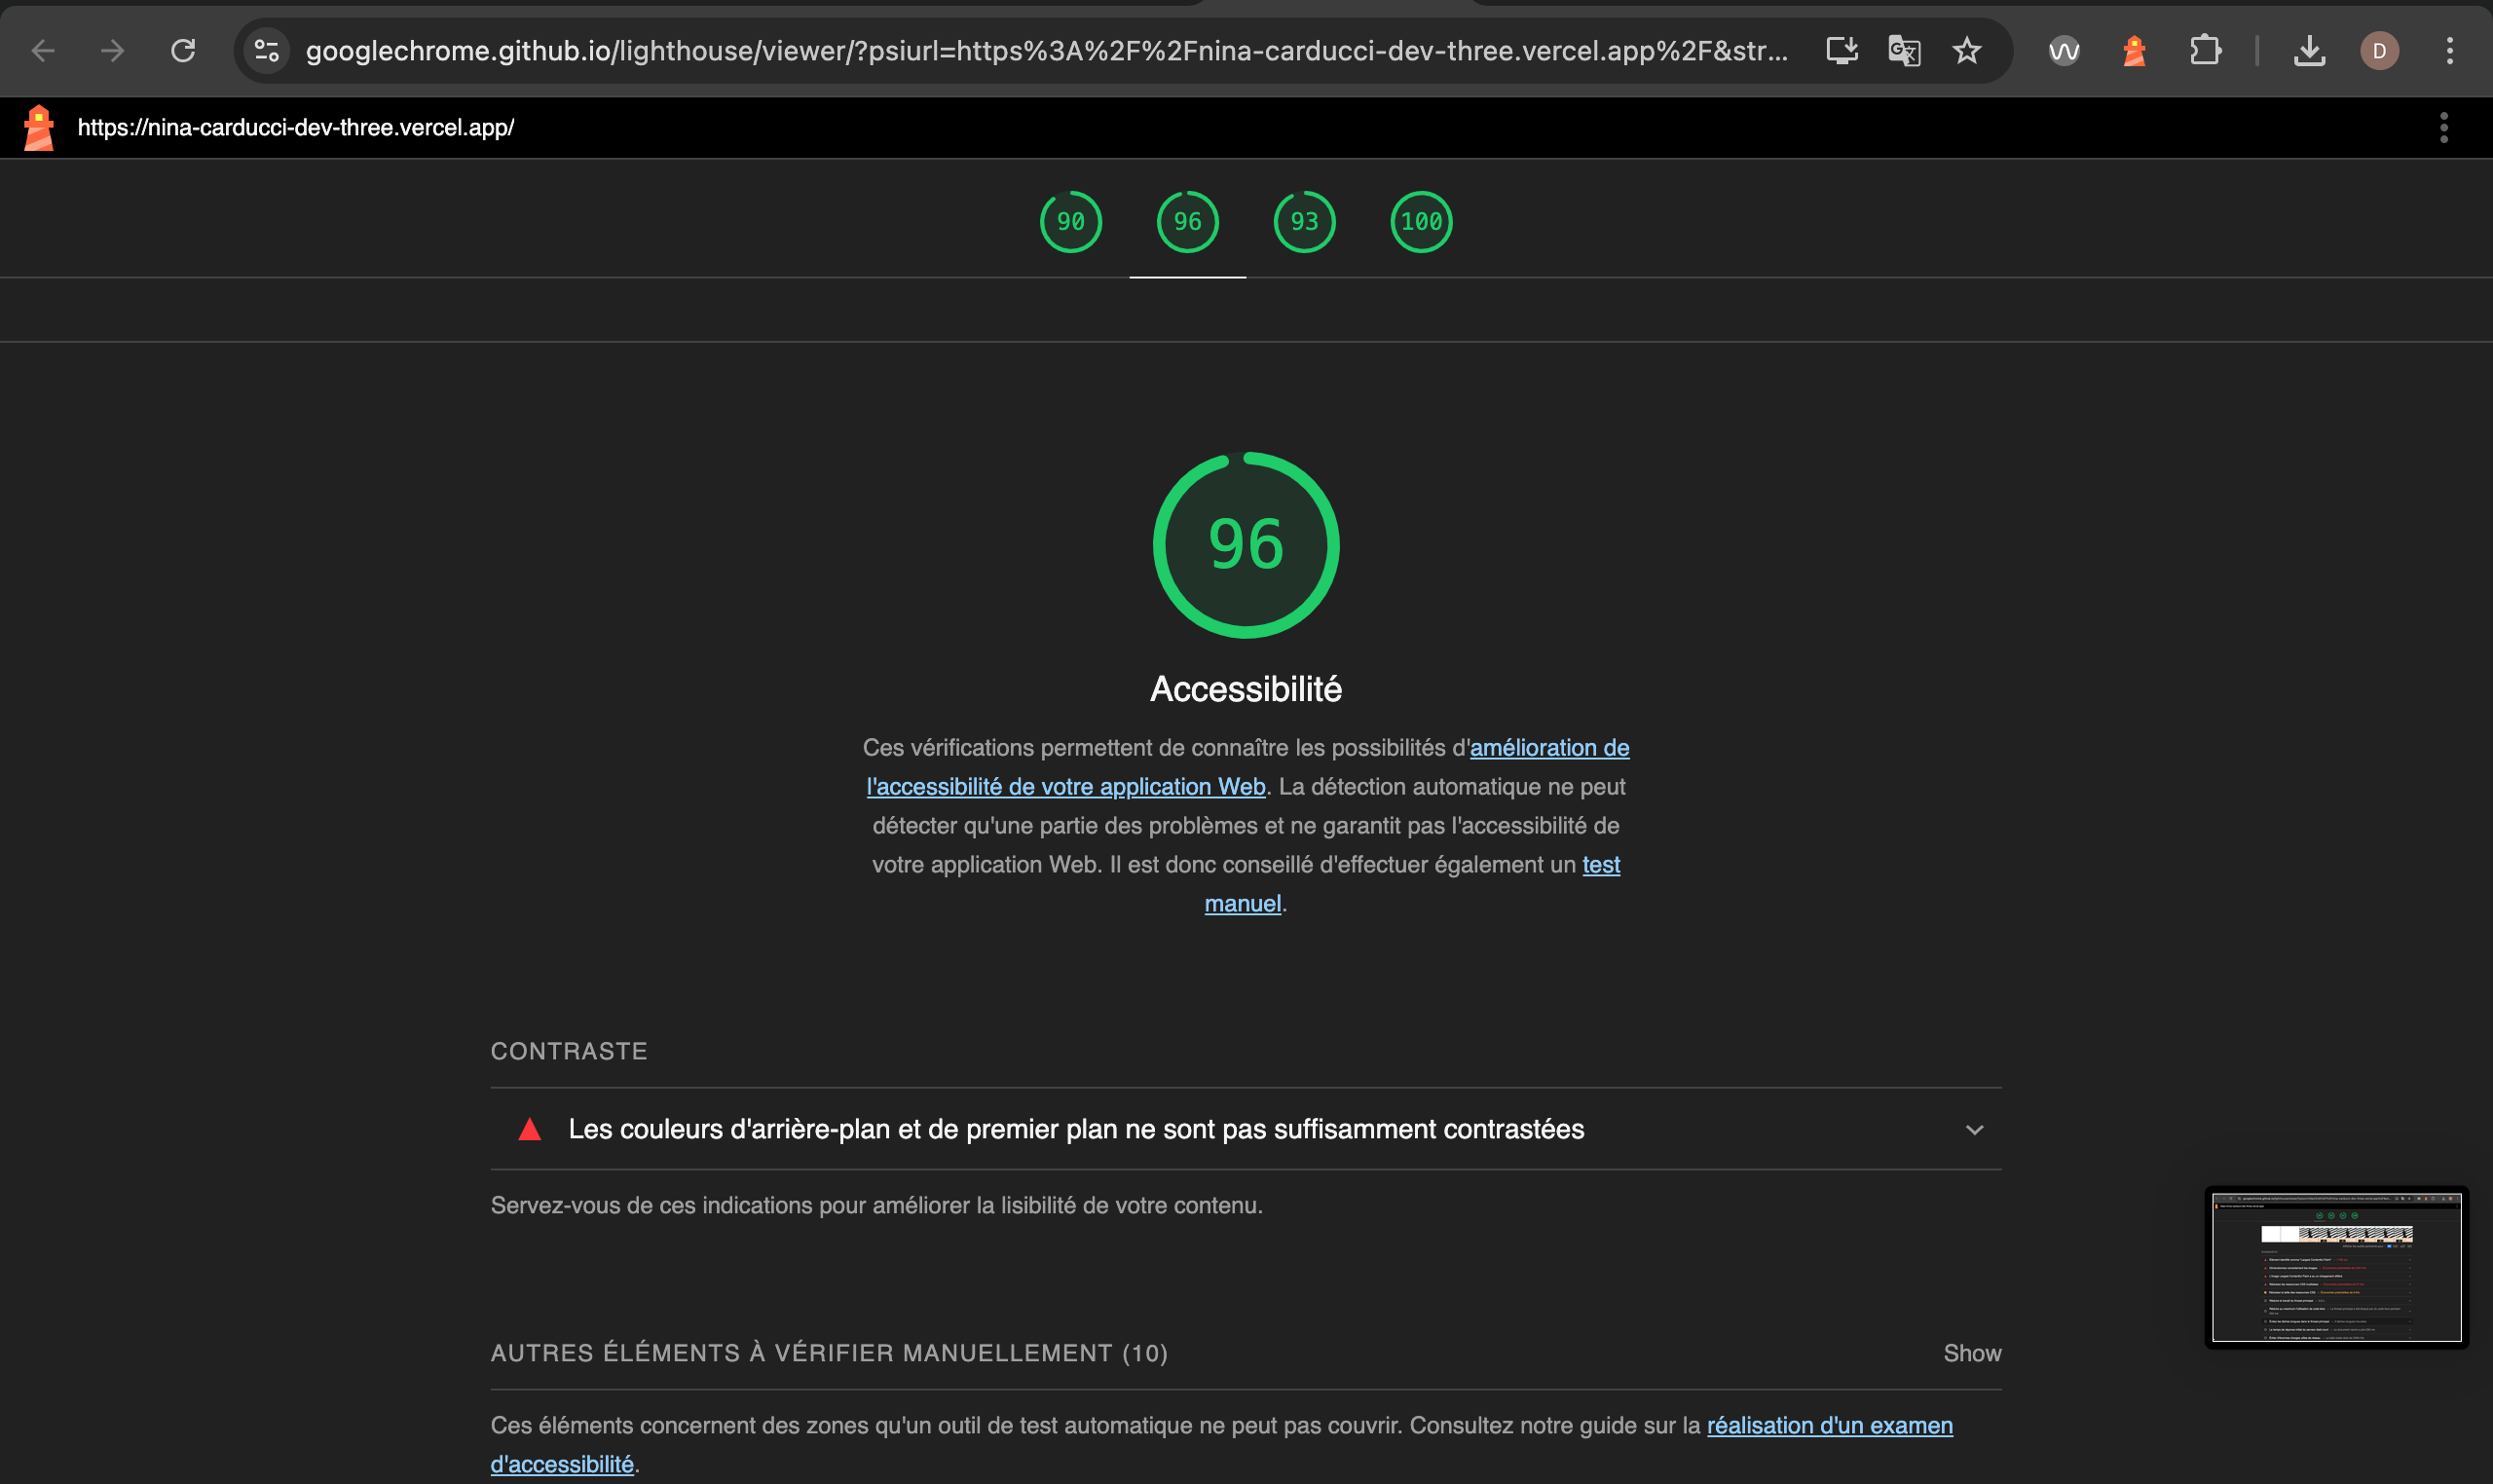 googlechrome.github.io/lighthouse/viewer/?psiurl=https%3A%2F%2Fnina-carducci-dev-three.vercel.app%2F&str...
D
https://nina-carducci-dev-three.vercel.app/
90 96 93 100
96
Accessibilité
Ces vérifications permettent de connaître les possibilités d'amélioration de
l'accessibilité de votre application Web. La détection automatique ne peut
détecter qu'une partie des problèmes et ne garantit pas l'accessibilité de
votre application Web. Il est donc conseillé d'effectuer également un test
manuel.
CONTRASTE
Les couleurs d'arrière-plan et de premier plan ne sont pas suffisamment contrastées
Servez-vous de ces indications pour améliorer la lisibilité de votre contenu.
AUTRES ÉLÉMENTS À VÉRIFIER MANUELLEMENT (10)
Show
Ces éléments concernent des zones qu'un outil de test automatique ne peut pas couvrir. Consultez notre guide sur la réalisation d'un examen
d'accessibilité.